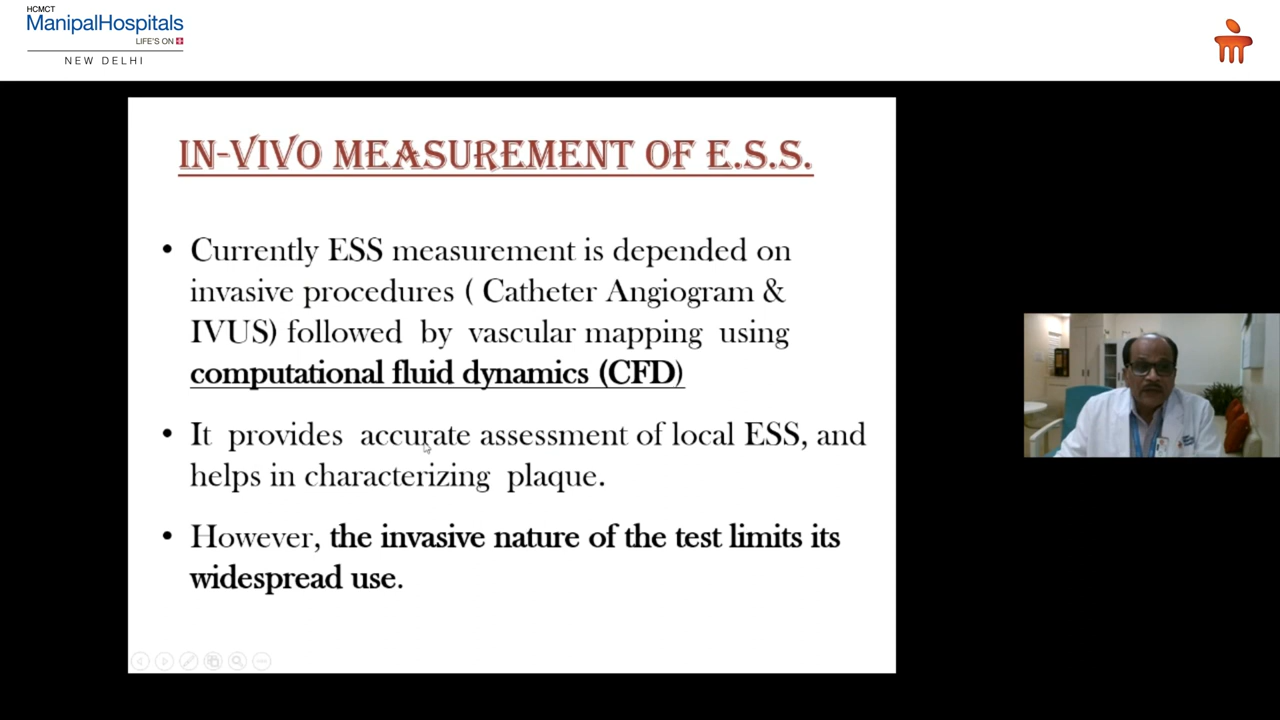 HCMCT
ManipalHospitals
LIFE'S ON
NEW DELHI
IN-VIVO MEASUREMENT OF E.S.S.
• Currently ESS measurement is depended on
invasive procedures ( Catheter Angiogram &
IVUS) followed by vascular mapping using
computational fluid dynamics (CFD)
• It provides accurate assessment of local ESS, and
helps in characterizing plaque.
• However, the invasive nature of the test limits its
widespread use.